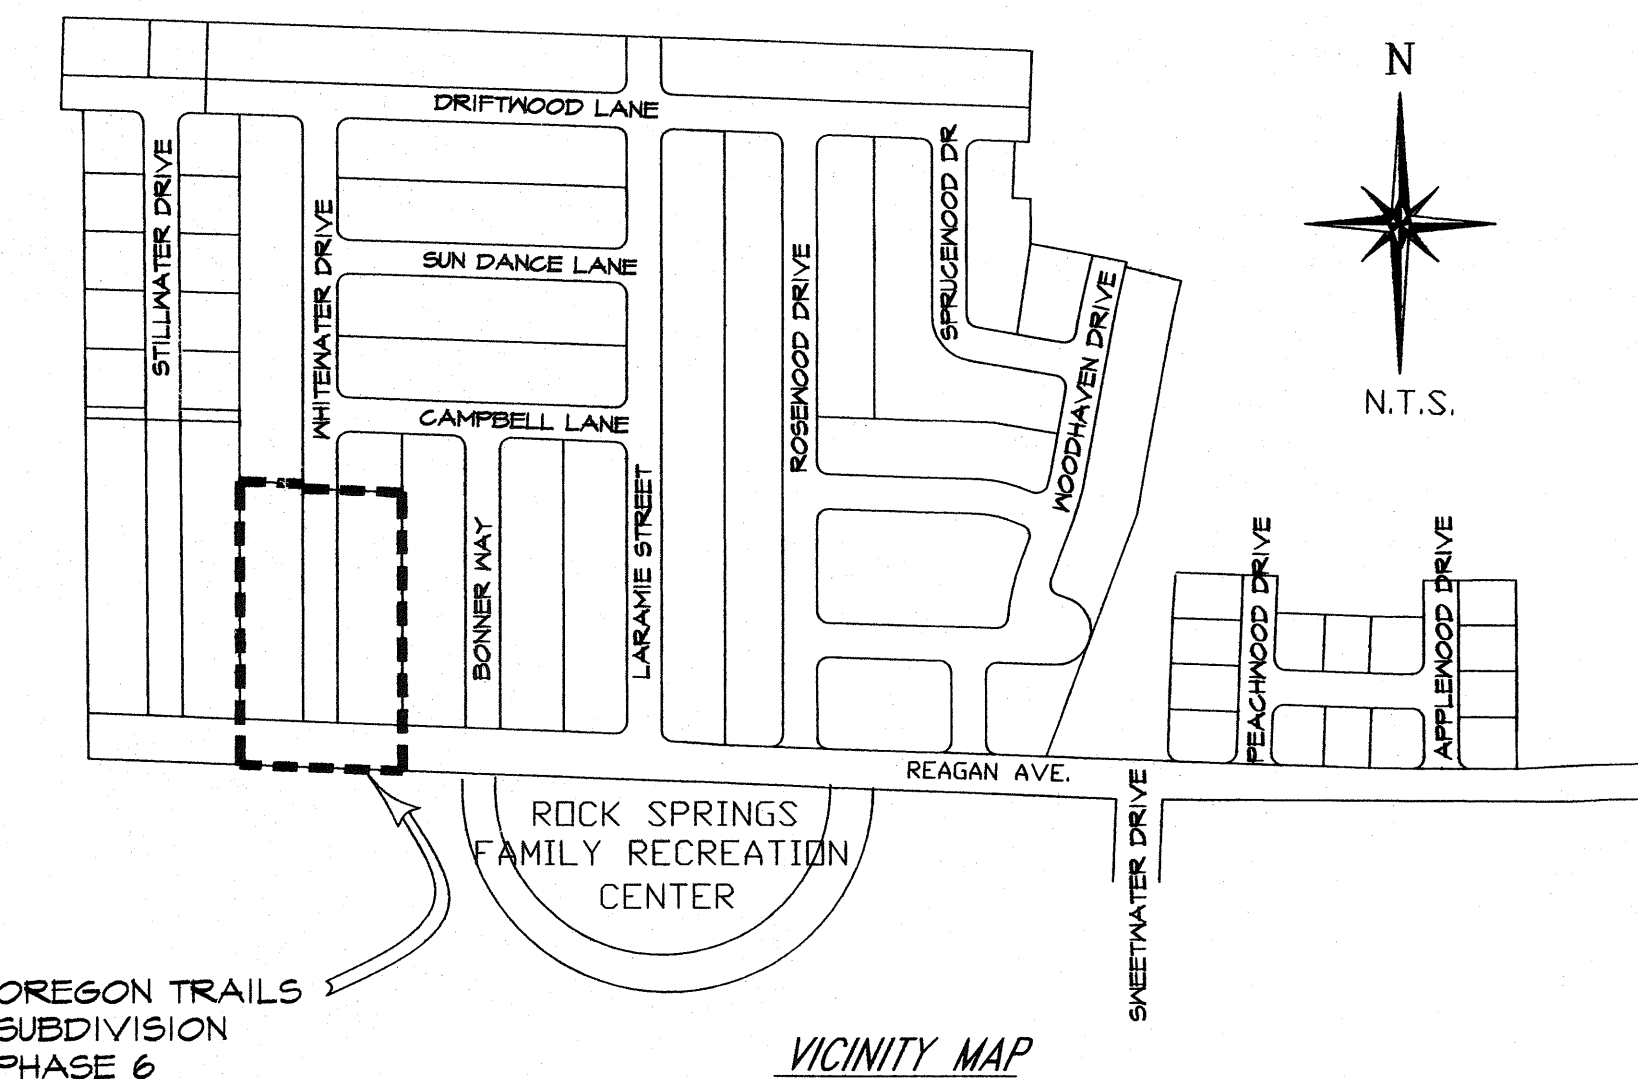 N
N.T.S.
DRIFTWOOD LANE
STILLWATER DRIVE
WHITEWATER DRIVE
SUN DANCE LANE
CAMPBELL LANE
BONNER WAY
LARAMIE STREET
ROSEWOOD DRIVE
SPRUCEWOOD DR
WOODHAVEN DRIVE
PEACHWOOD DRIVE
APPLEWOOD DRIVE
REAGAN AVE.
SWEETWATER DRIVE
ROCK SPRINGS
FAMILY RECREATION
CENTER
OREGON TRAILS
SUBDIVISION
PHASE 6
VICINITY MAP